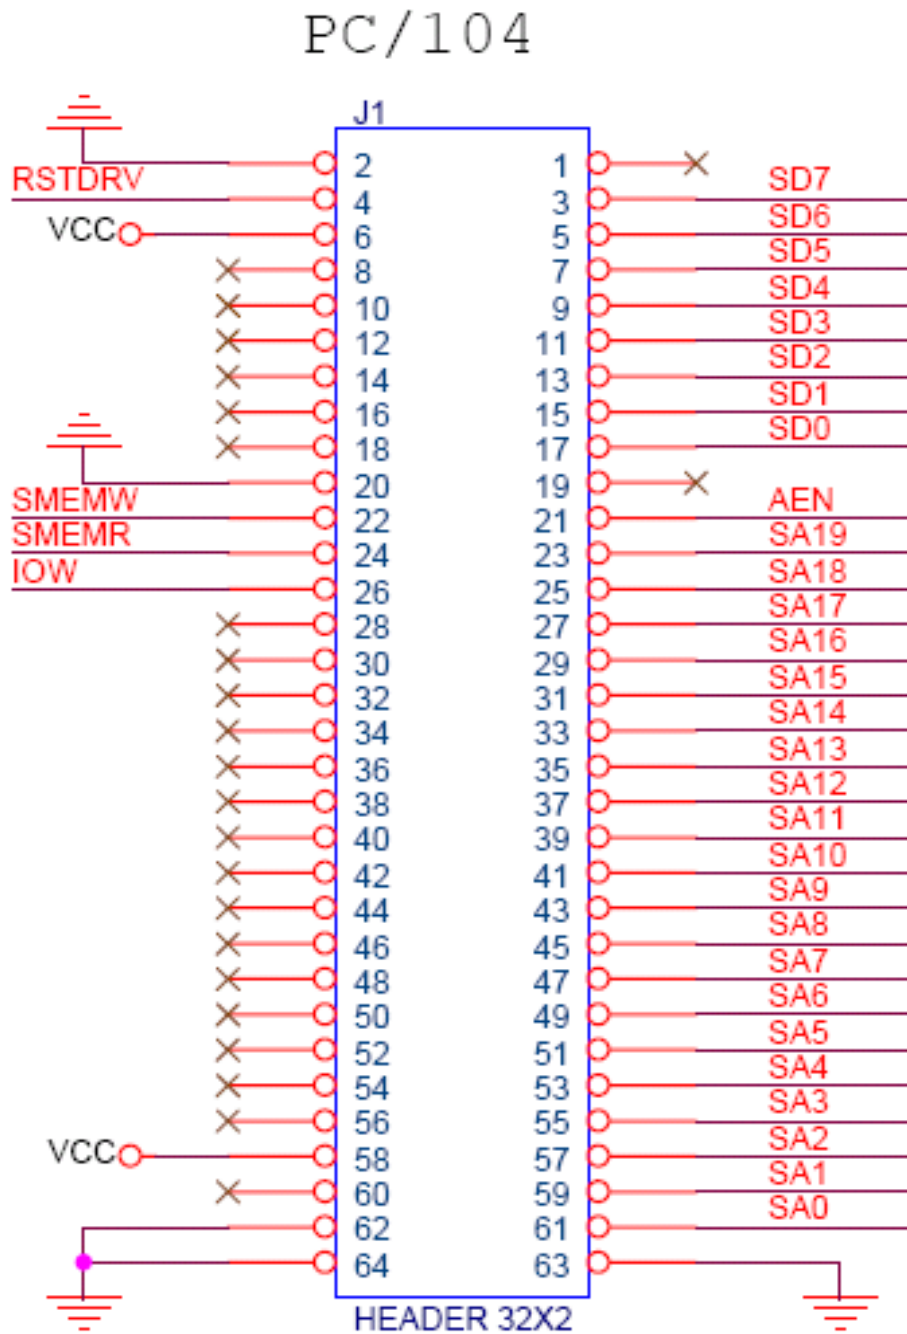 PC/104
J1
2 1
RSTDRV 4 3 SD7
VCC 6 5 SD6
8 7 SD5
10 9 SD4
12 11 SD3
14 13 SD2
16 15 SD1
18 17 SD0
20 19
SMEMW 22 21 AEN
SMEMR 24 23 SA19
IOW 26 25 SA18
28 27 SA17
30 29 SA16
32 31 SA15
34 33 SA14
36 35 SA13
38 37 SA12
40 39 SA11
42 41 SA10
44 43 SA9
46 45 SA8
48 47 SA7
50 49 SA6
52 51 SA5
54 53 SA4
56 55 SA3
VCC 58 57 SA2
60 59 SA1
62 61 SA0
64 63
HEADER 32X2